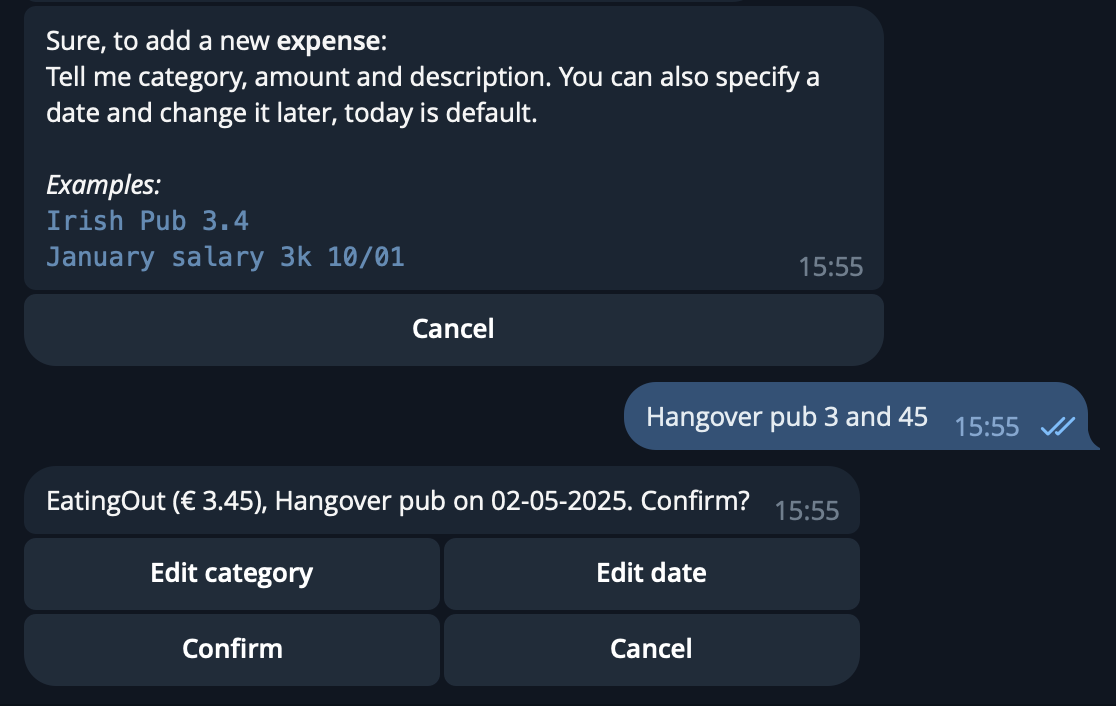 Sure, to add a new expense:
Tell me category, amount and description. You can also specify a
date and change it later, today is default.
Examples:
Irish Pub 3.4
January salary 3k 10/01
15:55
Cancel
Hangover pub 3 and 45 15:55
EatingOut (€ 3.45), Hangover pub on 02-05-2025. Confirm? 15:55
Edit category Edit date
Confirm Cancel